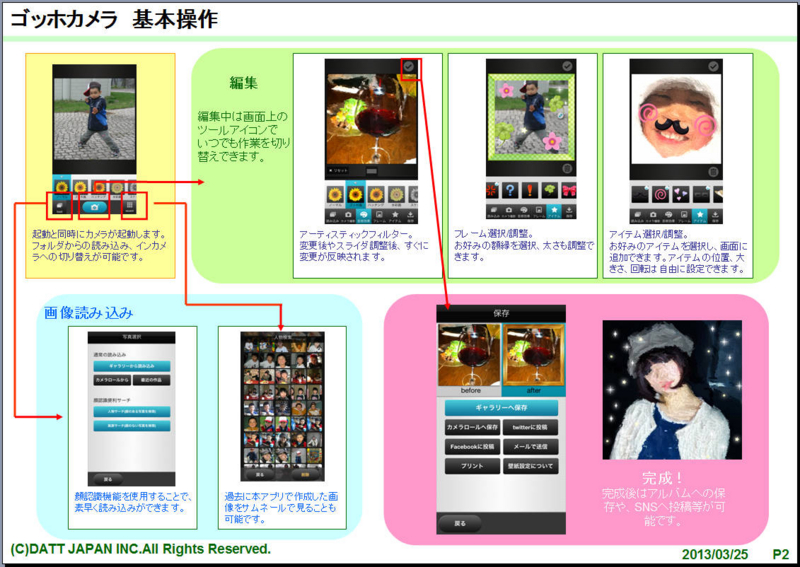 ゴッホカメラ 基本操作
起動と同時にカメラが起動します。
フォルダからの読み込み、インカメ
ラへの切り替えが可能です。
編集
編集中は画面上の
ツールアイコンで
いつでも作業を切り
替えできます。
リセット
アーティスティックフィルター。
変更後やスライダ調整後、すぐに
変更が反映されます。
フレーム選択/調整。
お好みの額縁を選択、太さも調整で
きます。
アイテム選択/調整。
お好みのアイテムを選択し、画面に
追加できます。アイテムの位置、大
きさ、回転は 自由に設定できます。
画像読み込み
写真選択
通常の読み込み
ギャラリーから読み込み
カメラロールから
最近の作品
顔認識便利サーチ
戻る
顔認識機能を使用することで、
素早く読み込みができます。
戻る
過去に本アプリで作成した画
像をサムネールで見ることも
可能です。
保存
before
after
ギャラリーへ保存
カメラロールへ保存
twitterに投稿
Facebookに投稿
メールで送信
プリント
壁紙設定について
戻る
完成!
完成後はアルバムへの保
存や、SNSへ投稿等が可
能です。
(C)DATT JAPAN INC.All Rights Reserved.
2013/03/25 P2